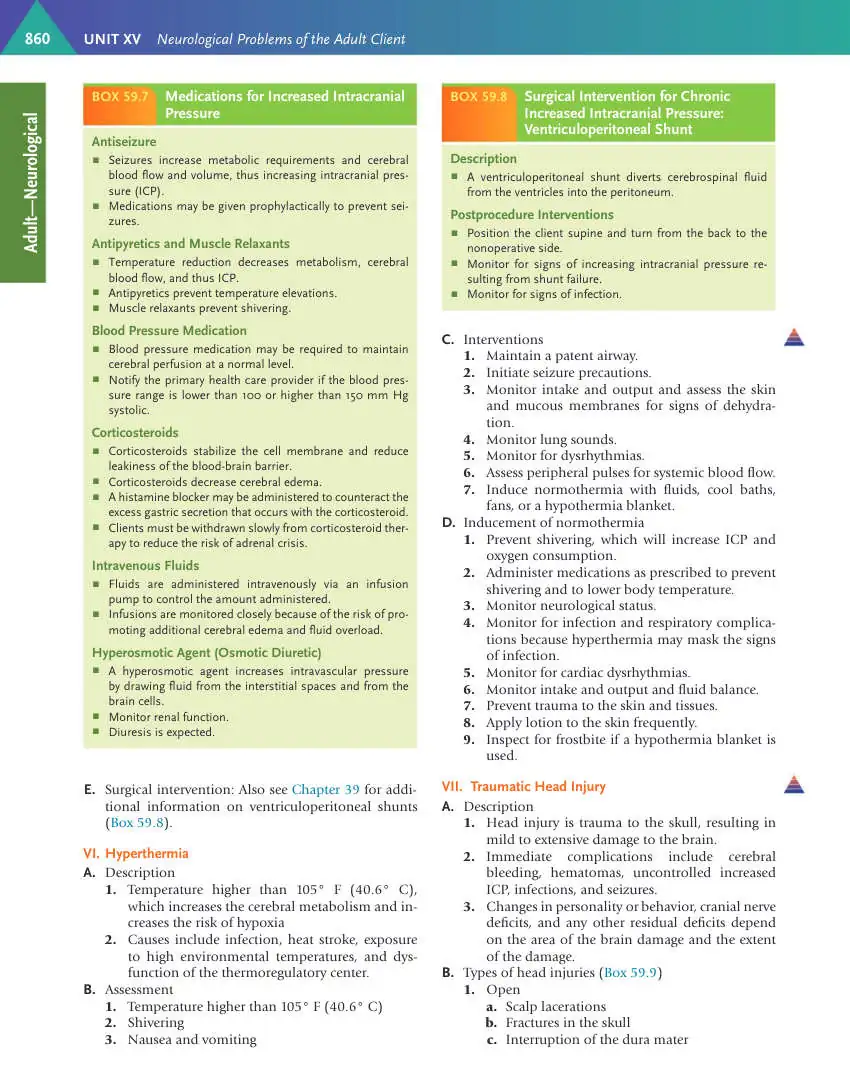 860 UNIT XV Neurological Problems of the Adult Client
Adult—Neurological
BOX 59.7 Medications for Increased Intracranial
Pressure
Antiseizure
■ Seizures increase metabolic requirements and cerebral
blood flow and volume, thus increasing intracranial pres-
sure (ICP).
■ Medications may be given prophylactically to prevent sei-
zures.
Antipyretics and Muscle Relaxants
■ Temperature reduction decreases metabolism, cerebral
blood flow, and thus ICP.
■ Antipyretics prevent temperature elevations.
■ Muscle relaxants prevent shivering.
Blood Pressure Medication
■ Blood pressure medication may be required to maintain
cerebral perfusion at a normal level.
■ Notify the primary health care provider if the blood pres-
sure range is lower than 100 or higher than 150 mm Hg
systolic.
Corticosteroids
■ Corticosteroids stabilize the cell membrane and reduce
leakiness of the blood-brain barrier.
■ Corticosteroids decrease cerebral edema.
■ A histamine blocker may be administered to counteract the
excess gastric secretion that occurs with the corticosteroid.
■ Clients must be withdrawn slowly from corticosteroid ther-
apy to reduce the risk of adrenal crisis.
Intravenous Fluids
■ Fluids are administered intravenously via an infusion
pump to control the amount administered.
■ Infusions are monitored closely because of the risk of pro-
moting additional cerebral edema and fluid overload.
Hyperosmotic Agent (Osmotic Diuretic)
■ A hyperosmotic agent increases intravascular pressure
by drawing fluid from the interstitial spaces and from the
brain cells.
■ Monitor renal function.
■ Diuresis is expected.
E. Surgical intervention: Also see Chapter 39 for addi-
tional information on ventriculoperitoneal shunts
(Box 59.8).
VI. Hyperthermia
A. Description
1. Temperature higher than 105° F (40.6° C),
which increases the cerebral metabolism and in-
creases the risk of hypoxia
2. Causes include infection, heat stroke, exposure
to high environmental temperatures, and dys-
function of the thermoregulatory center.
B. Assessment
1. Temperature higher than 105° F (40.6° C)
2. Shivering
3. Nausea and vomiting
BOX 59.8 Surgical Intervention for Chronic
Increased Intracranial Pressure:
Ventriculoperitoneal Shunt
Description
■ A ventriculoperitoneal shunt diverts cerebrospinal fluid
from the ventricles into the peritoneum.
Postprocedure Interventions
■ Position the client supine and turn from the back to the
nonoperative side.
■ Monitor for signs of increasing intracranial pressure re-
sulting from shunt failure.
■ Monitor for signs of infection.
C. Interventions
1. Maintain a patent airway.
2. Initiate seizure precautions.
3. Monitor intake and output and assess the skin
and mucous membranes for signs of dehydra-
tion.
4. Monitor lung sounds.
5. Monitor for dysrhythmias.
6. Assess peripheral pulses for systemic blood flow.
7. Induce normothermia with fluids, cool baths,
fans, or a hypothermia blanket.
D. Inducement of normothermia
1. Prevent shivering, which will increase ICP and
oxygen consumption.
2. Administer medications as prescribed to prevent
shivering and to lower body temperature.
3. Monitor neurological status.
4. Monitor for infection and respiratory complica-
tions because hyperthermia may mask the signs
of infection.
5. Monitor for cardiac dysrhythmias.
6. Monitor intake and output and fluid balance.
7. Prevent trauma to the skin and tissues.
8. Apply lotion to the skin frequently.
9. Inspect for frostbite if a hypothermia blanket is
used.
VII. Traumatic Head Injury
A. Description
1. Head injury is trauma to the skull, resulting in
mild to extensive damage to the brain.
2. Immediate complications include cerebral
bleeding, hematomas, uncontrolled increased
ICP, infections, and seizures.
3. Changes in personality or behavior, cranial nerve
deficits, and any other residual deficits depend
on the area of the brain damage and the extent
of the damage.
B. Types of head injuries (Box 59.9)
1. Open
a. Scalp lacerations
b. Fractures in the skull
c. Interruption of the dura mater